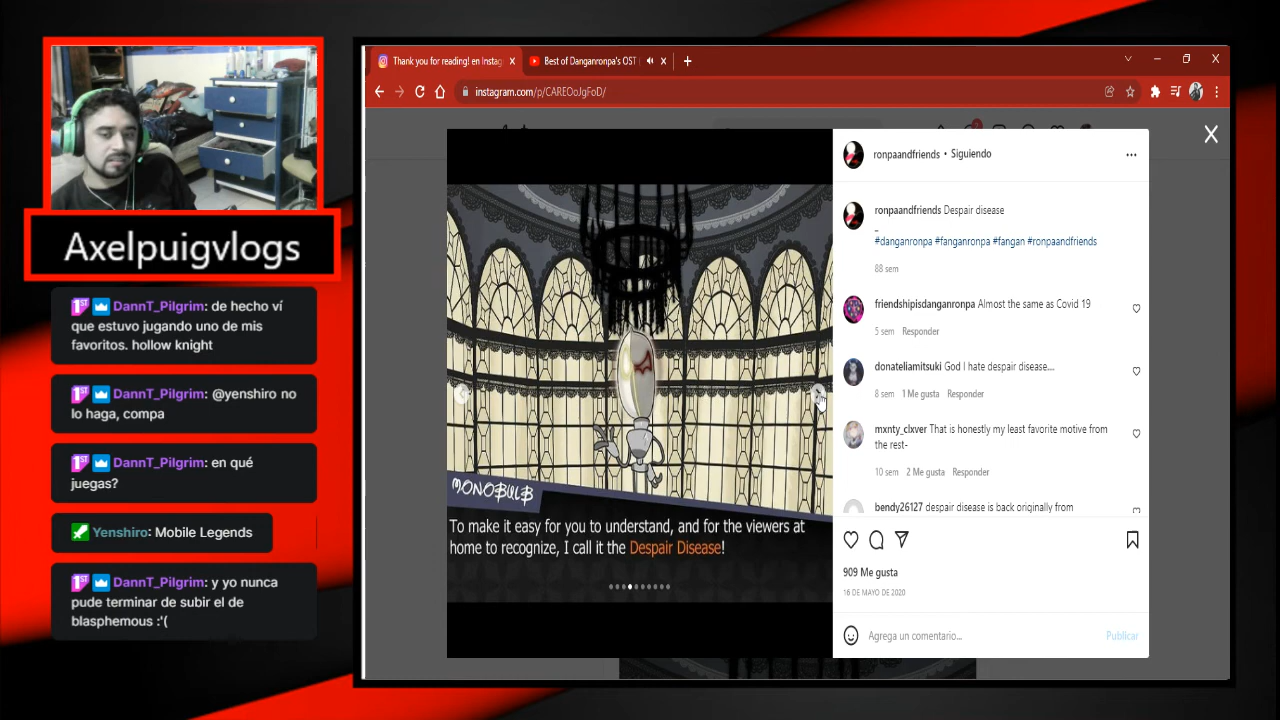 Thank you for reading! en Instag
Best of Danganronpa's OST
instagram.com/p/CAREOoJgFoD/
Axelpuigvlogs
DannT_Pilgrim: de hecho ví
que estuvo jugando uno de mis
favoritos. hollow knight
DannT_Pilgrim: @yenshiro no
lo haga, compa
DannT_Pilgrim: en qué
juegas?
Yenshiro: Mobile Legends
DannT_Pilgrim: y yo nunca
pude terminar de subir el de
blasphemous :'(
MONOBULB
To make it easy for you to understand, and for the viewers at
home to recognize, I call it the Despair Disease!
ronpaandfriends • Siguiendo
ronpaandfriends Despair disease
_
#danganronpa #fanganronpa #fangan #ronpaandfriends
88 sem
friendshipisdanganronpa Almost the same as Covid 19
5 sem Responder
donateliamitsuki God I hate despair disease...
8 sem 1 Me gusta Responder
mxnty_clxver That is honestly my least favorite motive from
the rest-
10 sem 2 Me gusta Responder
bendy26127 despair disease is back originally from
909 Me gusta
16 DE MAYO DE 2020
Agrega un comentario...
Publicar